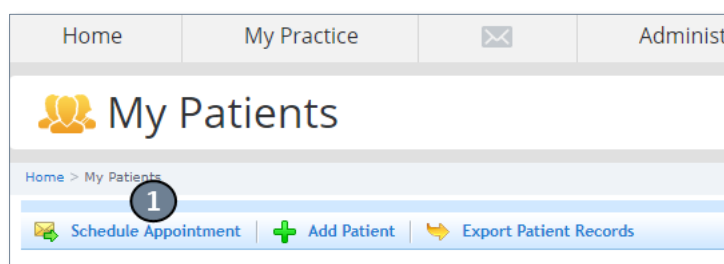 Home My Practice Administ
My Patients
Home > My Patients
1
Schedule Appointment Add Patient Export Patient Records